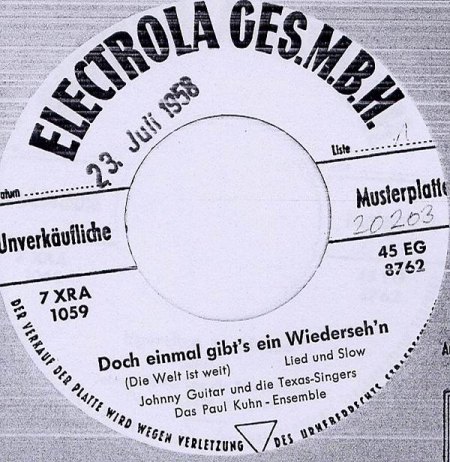 ELECTROLA GES.M.B.H.
23. Juli 1958
Datum
Liste
Unverkäufliche
Musterplatte
20203
7 XRA
1059
45 EG
8762
Doch einmal gibt's ein Wiederseh'n
(Die Welt ist weit) Lied und Slow
Johnny Guitar und die Texas-Singers
Das Paul Kuhn-Ensemble
DER VERKAUF DER PLATTE WIRD WEGEN VERLETZUNG DES URHEBERRECHTS